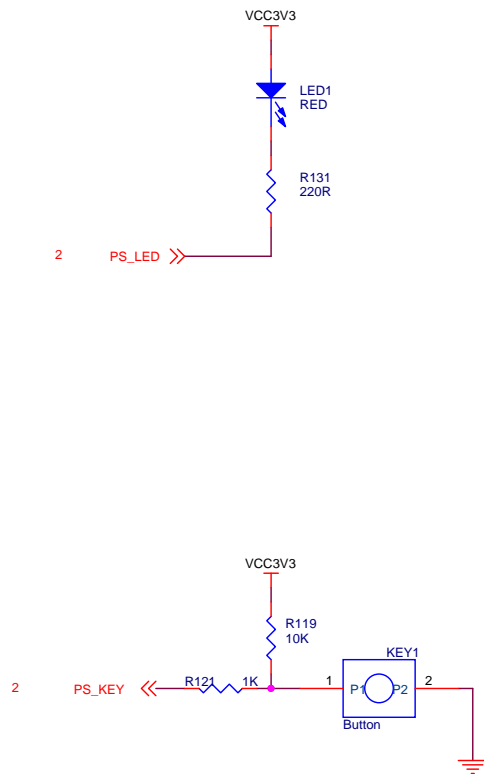 VCC3V3
LED1
RED
R131
220R
2 PS_LED
VCC3V3
R119
10K
KEY1
2 PS_KEY R121 1K 1 P1 P2 2
Button